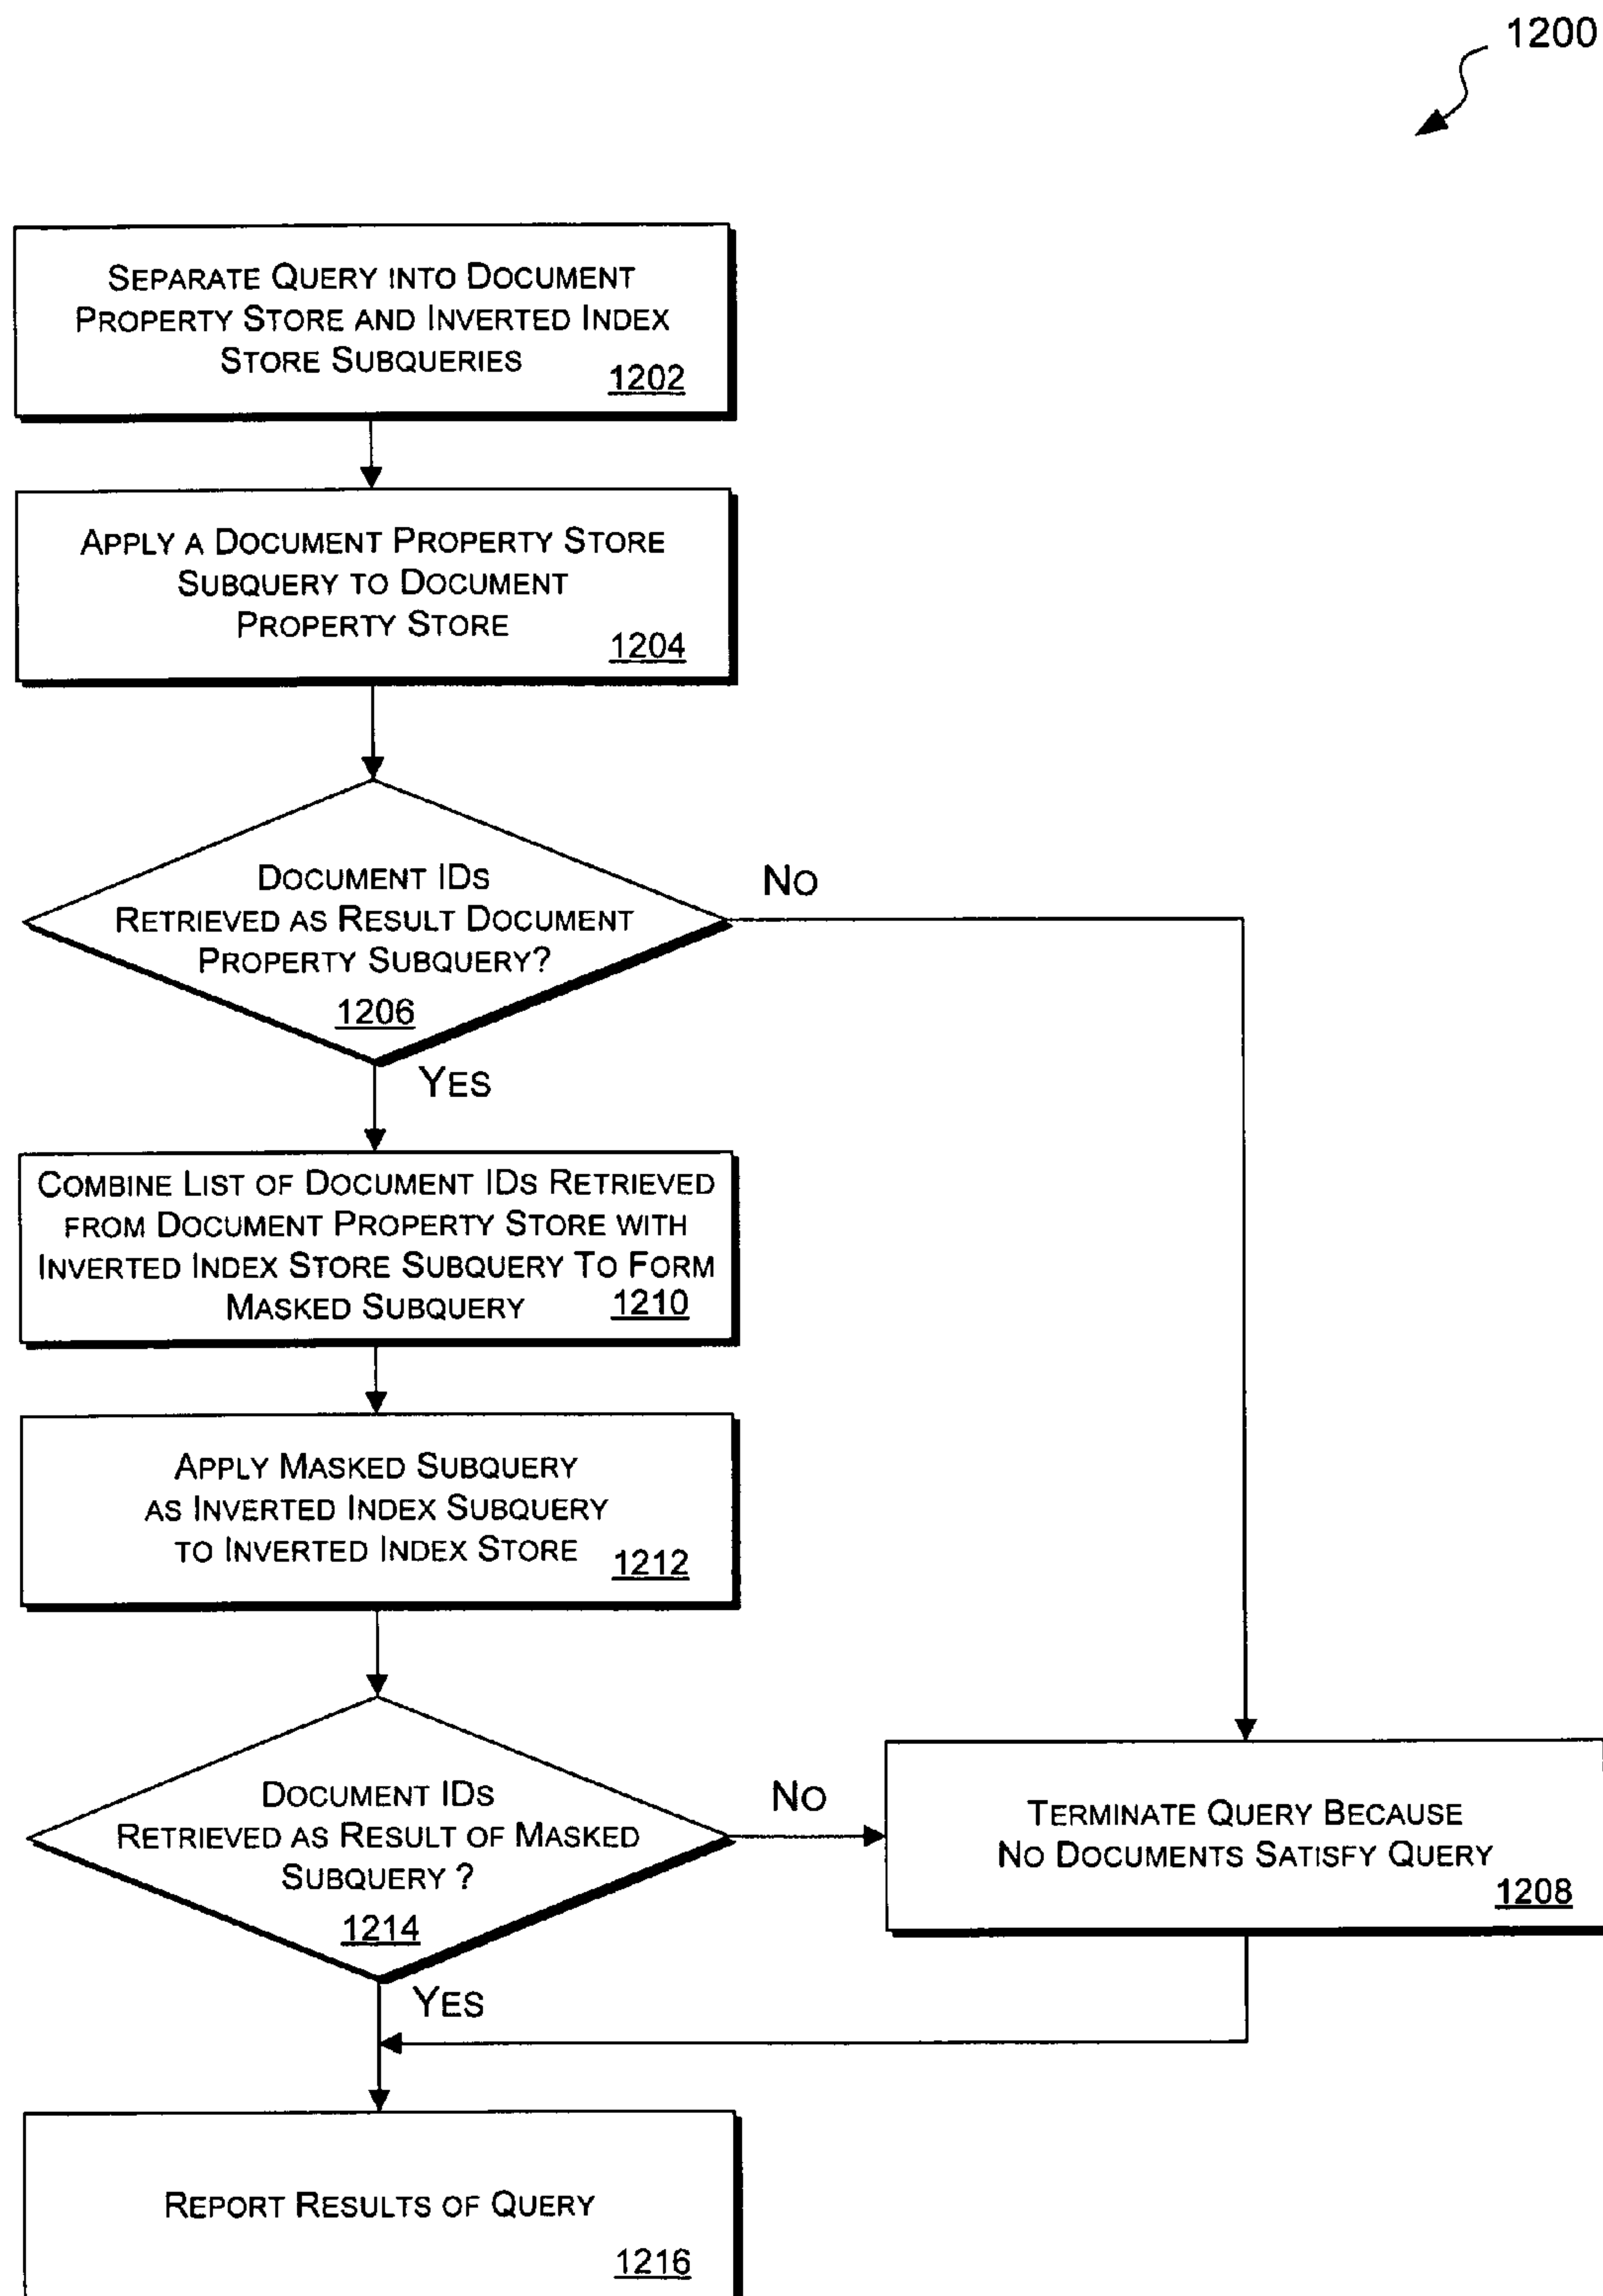 1200
SEPARATE QUERY INTO DOCUMENT
PROPERTY STORE AND INVERTED INDEX
STORE SUBQUERIES
1202
APPLY A DOCUMENT PROPERTY STORE
SUBQUERY TO DOCUMENT
PROPERTY STORE
1204
DOCUMENT IDS
RETRIEVED AS RESULT DOCUMENT
PROPERTY SUBQUERY?
1206
NO
YES
COMBINE LIST OF DOCUMENT IDS RETRIEVED
FROM DOCUMENT PROPERTY STORE WITH
INVERTED INDEX STORE SUBQUERY TO FORM
MASKED SUBQUERY 1210
APPLY MASKED SUBQUERY
AS INVERTED INDEX SUBQUERY
TO INVERTED INDEX STORE
1212
DOCUMENT IDS
RETRIEVED AS RESULT OF MASKED
SUBQUERY ?
1214
NO
TERMINATE QUERY BECAUSE
NO DOCUMENTS SATISFY QUERY
1208
YES
REPORT RESULTS OF QUERY
1216